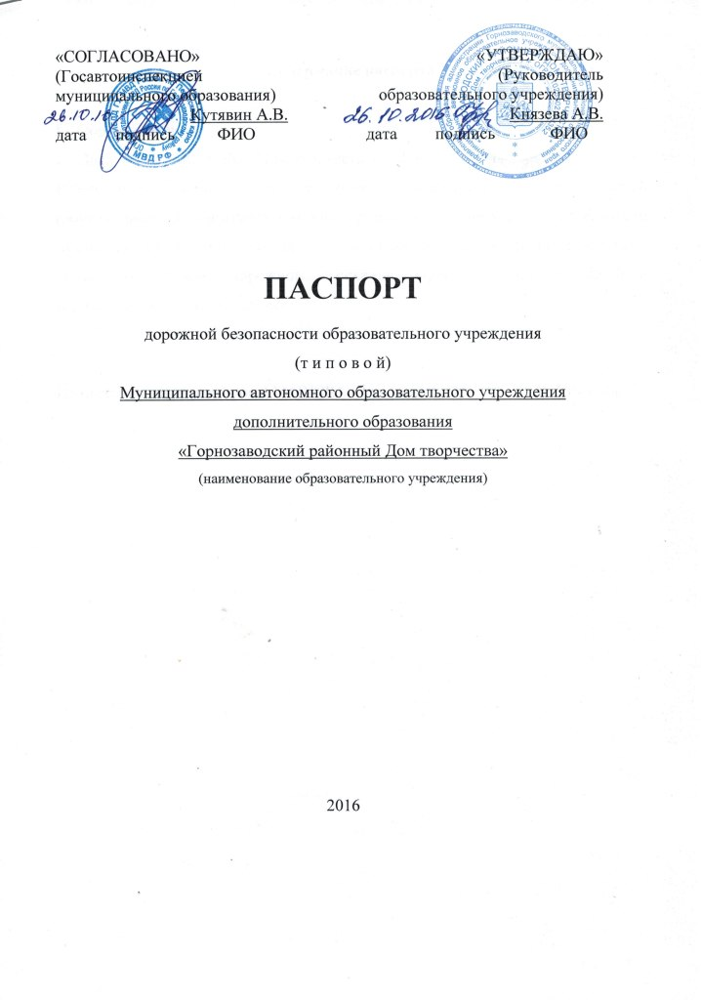 «СОГЛАСОВАНО»
(Госавтоинспекцией
муниципального образования)
26.10.16 Кутявин А.В.
дата подпись ФИО
«УТВЕРЖДАЮ»
(Руководитель
образовательного учреждения)
26.10.2016 Князева А.В.
дата подпись ФИО
МВД РФ
ПАСПОРТ
дорожной безопасности образовательного учреждения
(т и п о в о й)
Муниципального автономного образовательного учреждения
дополнительного образования
«Горнозаводский районный Дом творчества»
(наименование образовательного учреждения)
2016